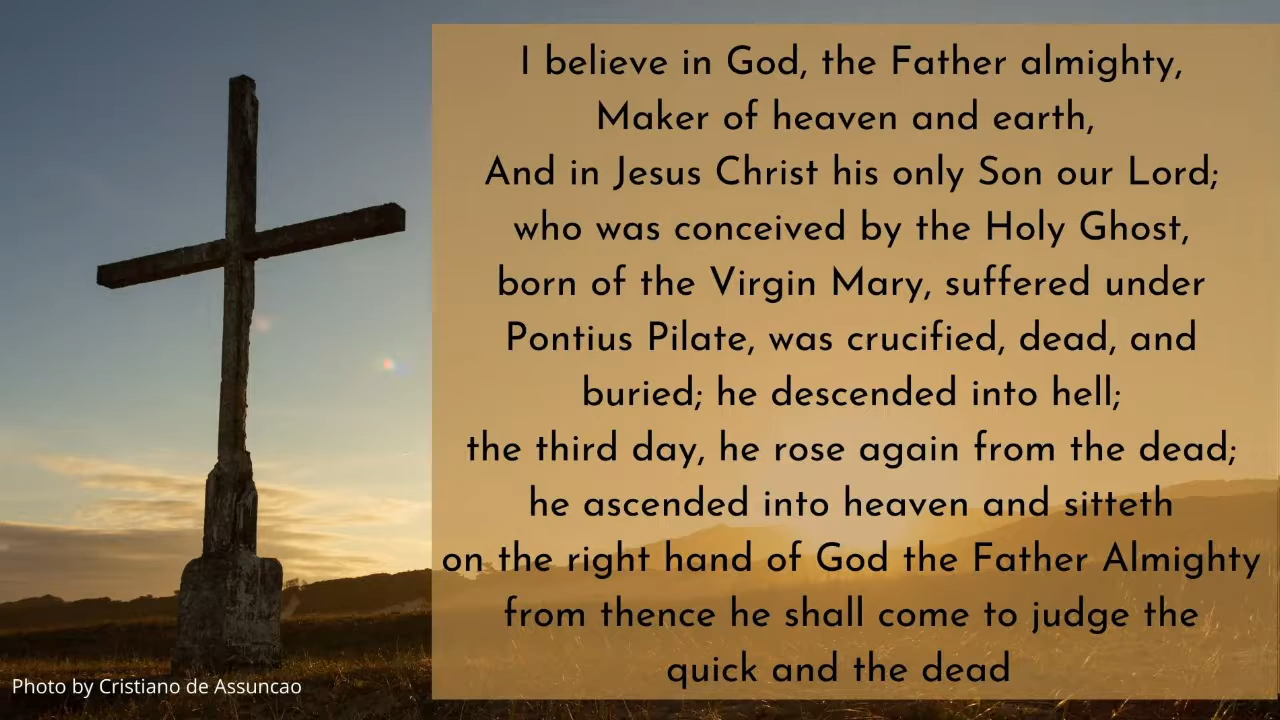 I believe in God, the Father almighty,
Maker of heaven and earth,
And in Jesus Christ his only Son our Lord;
who was conceived by the Holy Ghost,
born of the Virgin Mary, suffered under
Pontius Pilate, was crucified, dead, and
buried; he descended into hell;
the third day, he rose again from the dead;
he ascended into heaven and sitteth
on the right hand of God the Father Almighty
from thence he shall come to judge the
quick and the dead
Photo by Cristiano de Assuncao